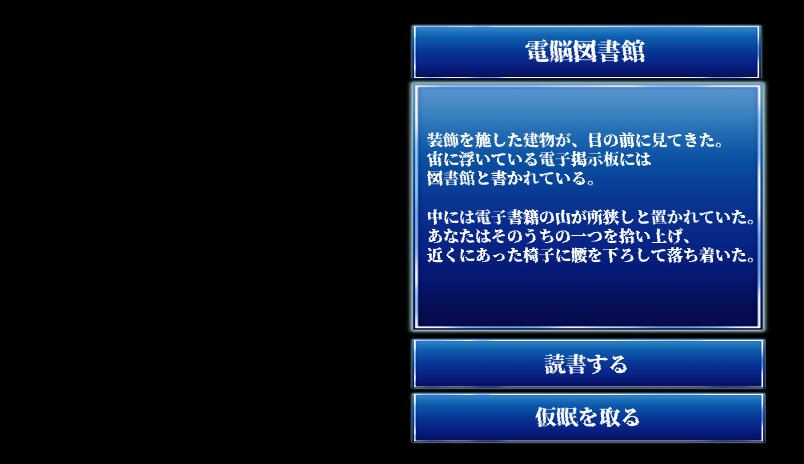 電脳図書館
装飾を施した建物が、目の前に見てきた。
宙に浮いている電子掲示板には
図書館と書かれている。
中には電子書籍の山が所狭しと置かれていた。
あなたはそのうちの一つを拾い上げ、
近くにあった椅子に腰を下ろして落ち着いた。
読書する
仮眠を取る